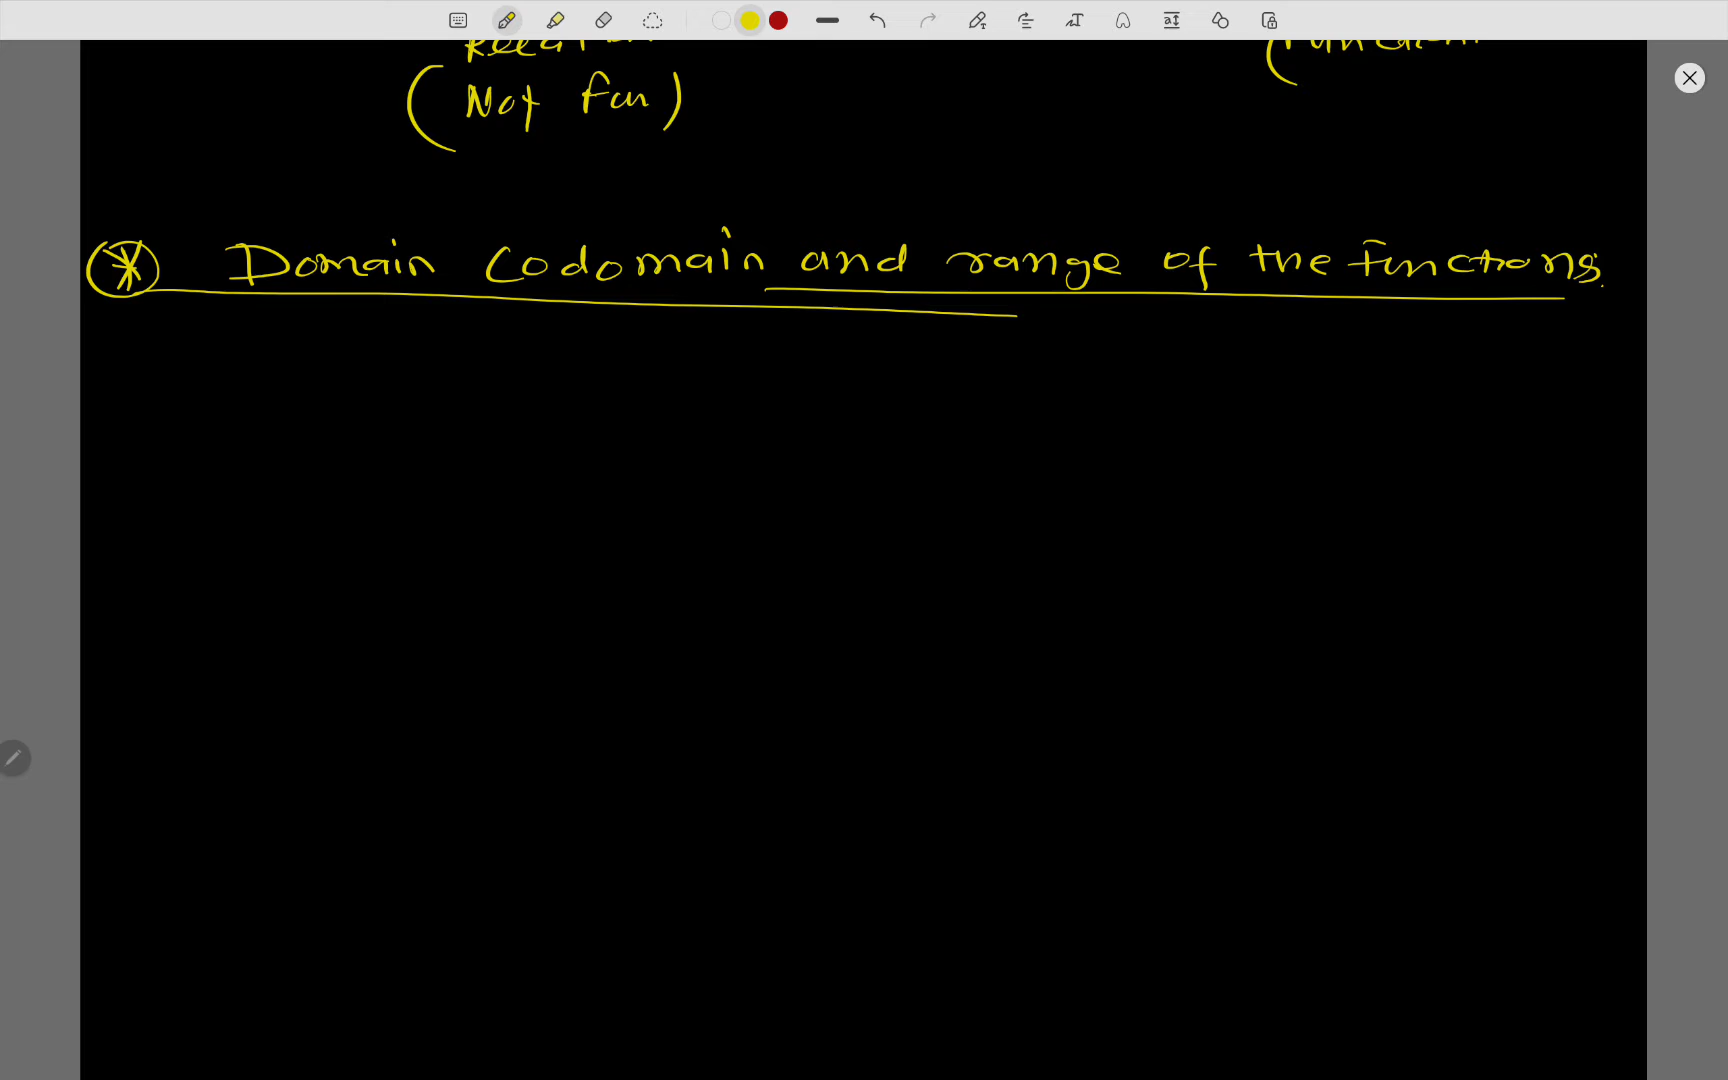 (Not fun)
* Domain Codomain and range of the Functions.